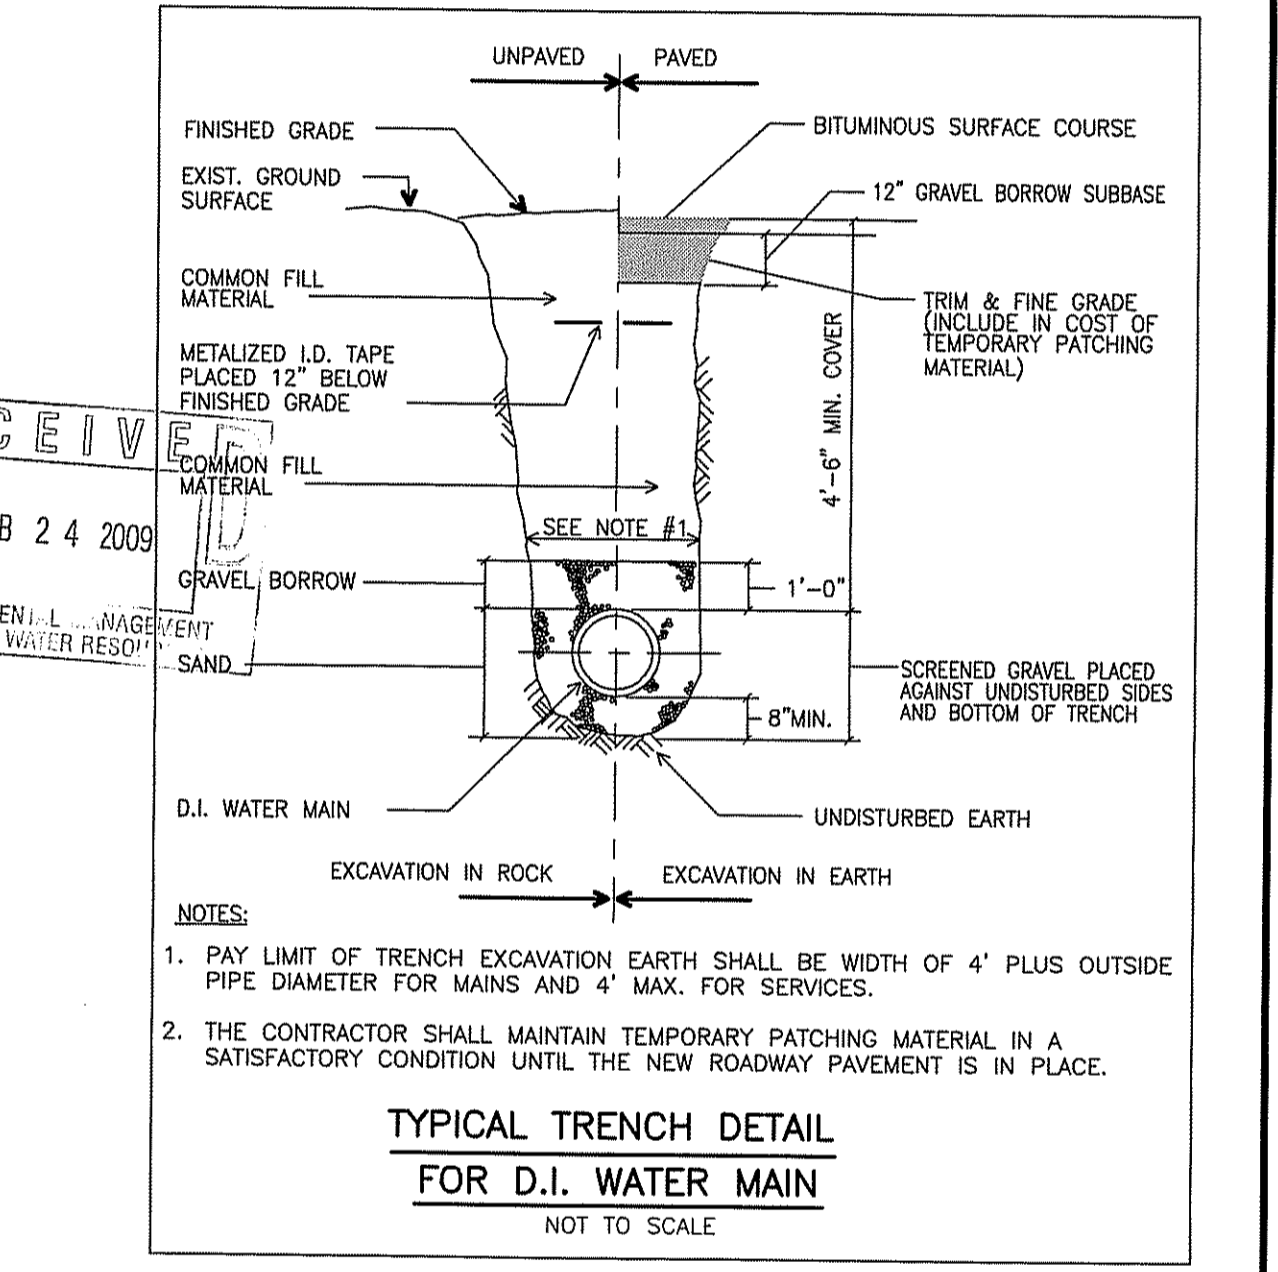 UNPAVED
PAVED
FINISHED GRADE
BITUMINOUS SURFACE COURSE
EXIST. GROUND
SURFACE
12" GRAVEL BORROW SUBBASE
COMMON FILL
MATERIAL
TRIM & FINE GRADE
(INCLUDE IN COST OF
TEMPORARY PATCHING
MATERIAL)
METALIZED I.D. TAPE
PLACED 12" BELOW
FINISHED GRADE
4'-6" MIN. COVER
CEIVED
COMMON FILL
MATERIAL
B 24 2009
D
SEE NOTE #1
GRAVEL BORROW
1'-0"
WATER
SAND
SCREENED GRAVEL PLACED
AGAINST UNDISTURBED SIDES
AND BOTTOM OF TRENCH
8"MIN.
D.I. WATER MAIN
UNDISTURBED EARTH
EXCAVATION IN ROCK
EXCAVATION IN EARTH
NOTES:
1. PAY LIMIT OF TRENCH EXCAVATION EARTH SHALL BE WIDTH OF 4' PLUS OUTSIDE
PIPE DIAMETER FOR MAINS AND 4' MAX. FOR SERVICES.
2. THE CONTRACTOR SHALL MAINTAIN TEMPORARY PATCHING MATERIAL IN A
SATISFACTORY CONDITION UNTIL THE NEW ROADWAY PAVEMENT IS IN PLACE.
TYPICAL TRENCH DETAIL
FOR D.I. WATER MAIN
NOT TO SCALE